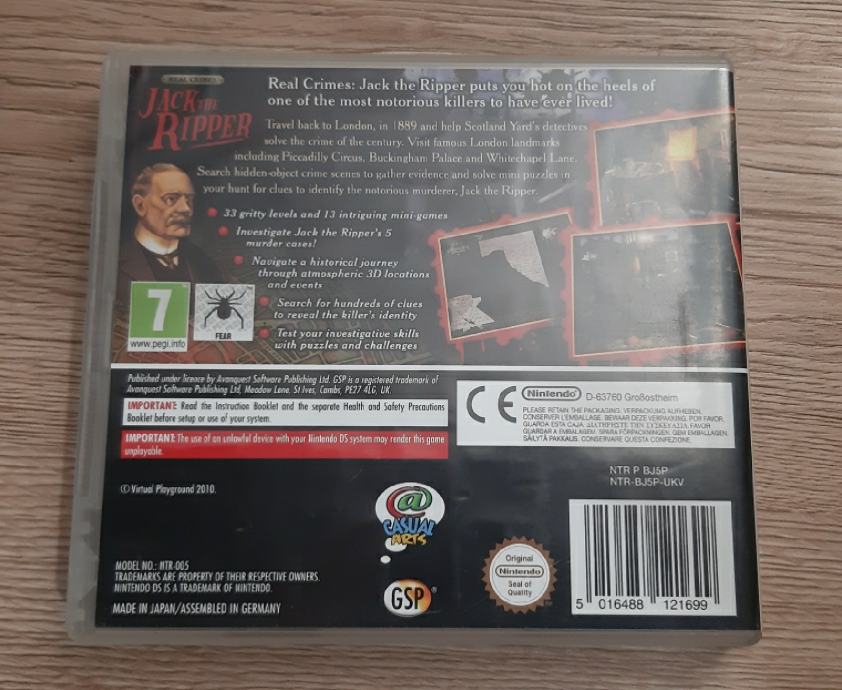 REAL CRIMES
JACK THE
RIPPER
Real Crimes: Jack the Ripper puts you hot on the heels of
one of the most notorious killers to have ever lived!
Travel back to London, in 1889 and help Scotland Yard's detectives
solve the crime of the century. Visit famous London landmarks
including Piccadilly Circus, Buckingham Palace and Whitechapel Lane.
Search hidden-object crime scenes to gather evidence and solve mini puzzles in
your hunt for clues to identify the notorious murderer, Jack the Ripper.
33 gritty levels and 13 intriguing mini-games
Investigate Jack the Ripper's 5
murder cases!
Navigate a historical journey
through atmospheric 3D locations
and events
Search for hundreds of clues
to reveal the killer's identity
Test your investigative skills
with puzzles and challenges
7
www.pegi.info
FEAR
Published under licence by Avanquest Software Publishing Ltd. GSP is a registered trademark of
Avanquest Software Publishing Ltd, Meadow Lane. St Ives, Cambs, PE27 4LG, UK.
IMPORTANT: Read the Instruction Booklet and the separate Health and Safety Precautions
Booklet before setup or use of your system.
IMPORTANT: The use of an unlawful device with your Nintendo DS system may render this game
unplayable.
CE Nintendo D-63760 Großostheim
PLEASE RETAIN THE PACKAGING. VERPACKUNG AUFHEBEN.
CONSERVER L'EMBALLAGE. BEWAAR DEZE VERPACKING. POR FAVOR,
GUARDA ESTA CAJA. ΔΙΑΤΗΡΕΙΤΕ ΤΗΝ ΣΥΣΚΕΥΑΣΙΑ. FAVOR
GUARDAR A EMBALAGEM. SPARA FÖRPACKNINGEN. GEM EMBALLAGEN.
SÄILYTÄ PAKKAUS. CONSERVARE QUESTA CONFEZIONE.
NTR P BJ5P
NTR-BJ5P-UKV
© Virtual Playground 2010.
@
CASUAL
ARTS
GSP
Original
Nintendo
Seal of
Quality
MODEL NO.: NTR-005
TRADEMARKS ARE PROPERTY OF THEIR RESPECTIVE OWNERS.
NINTENDO DS IS A TRADEMARK OF NINTENDO.
MADE IN JAPAN/ASSEMBLED IN GERMANY
5 016488 121699